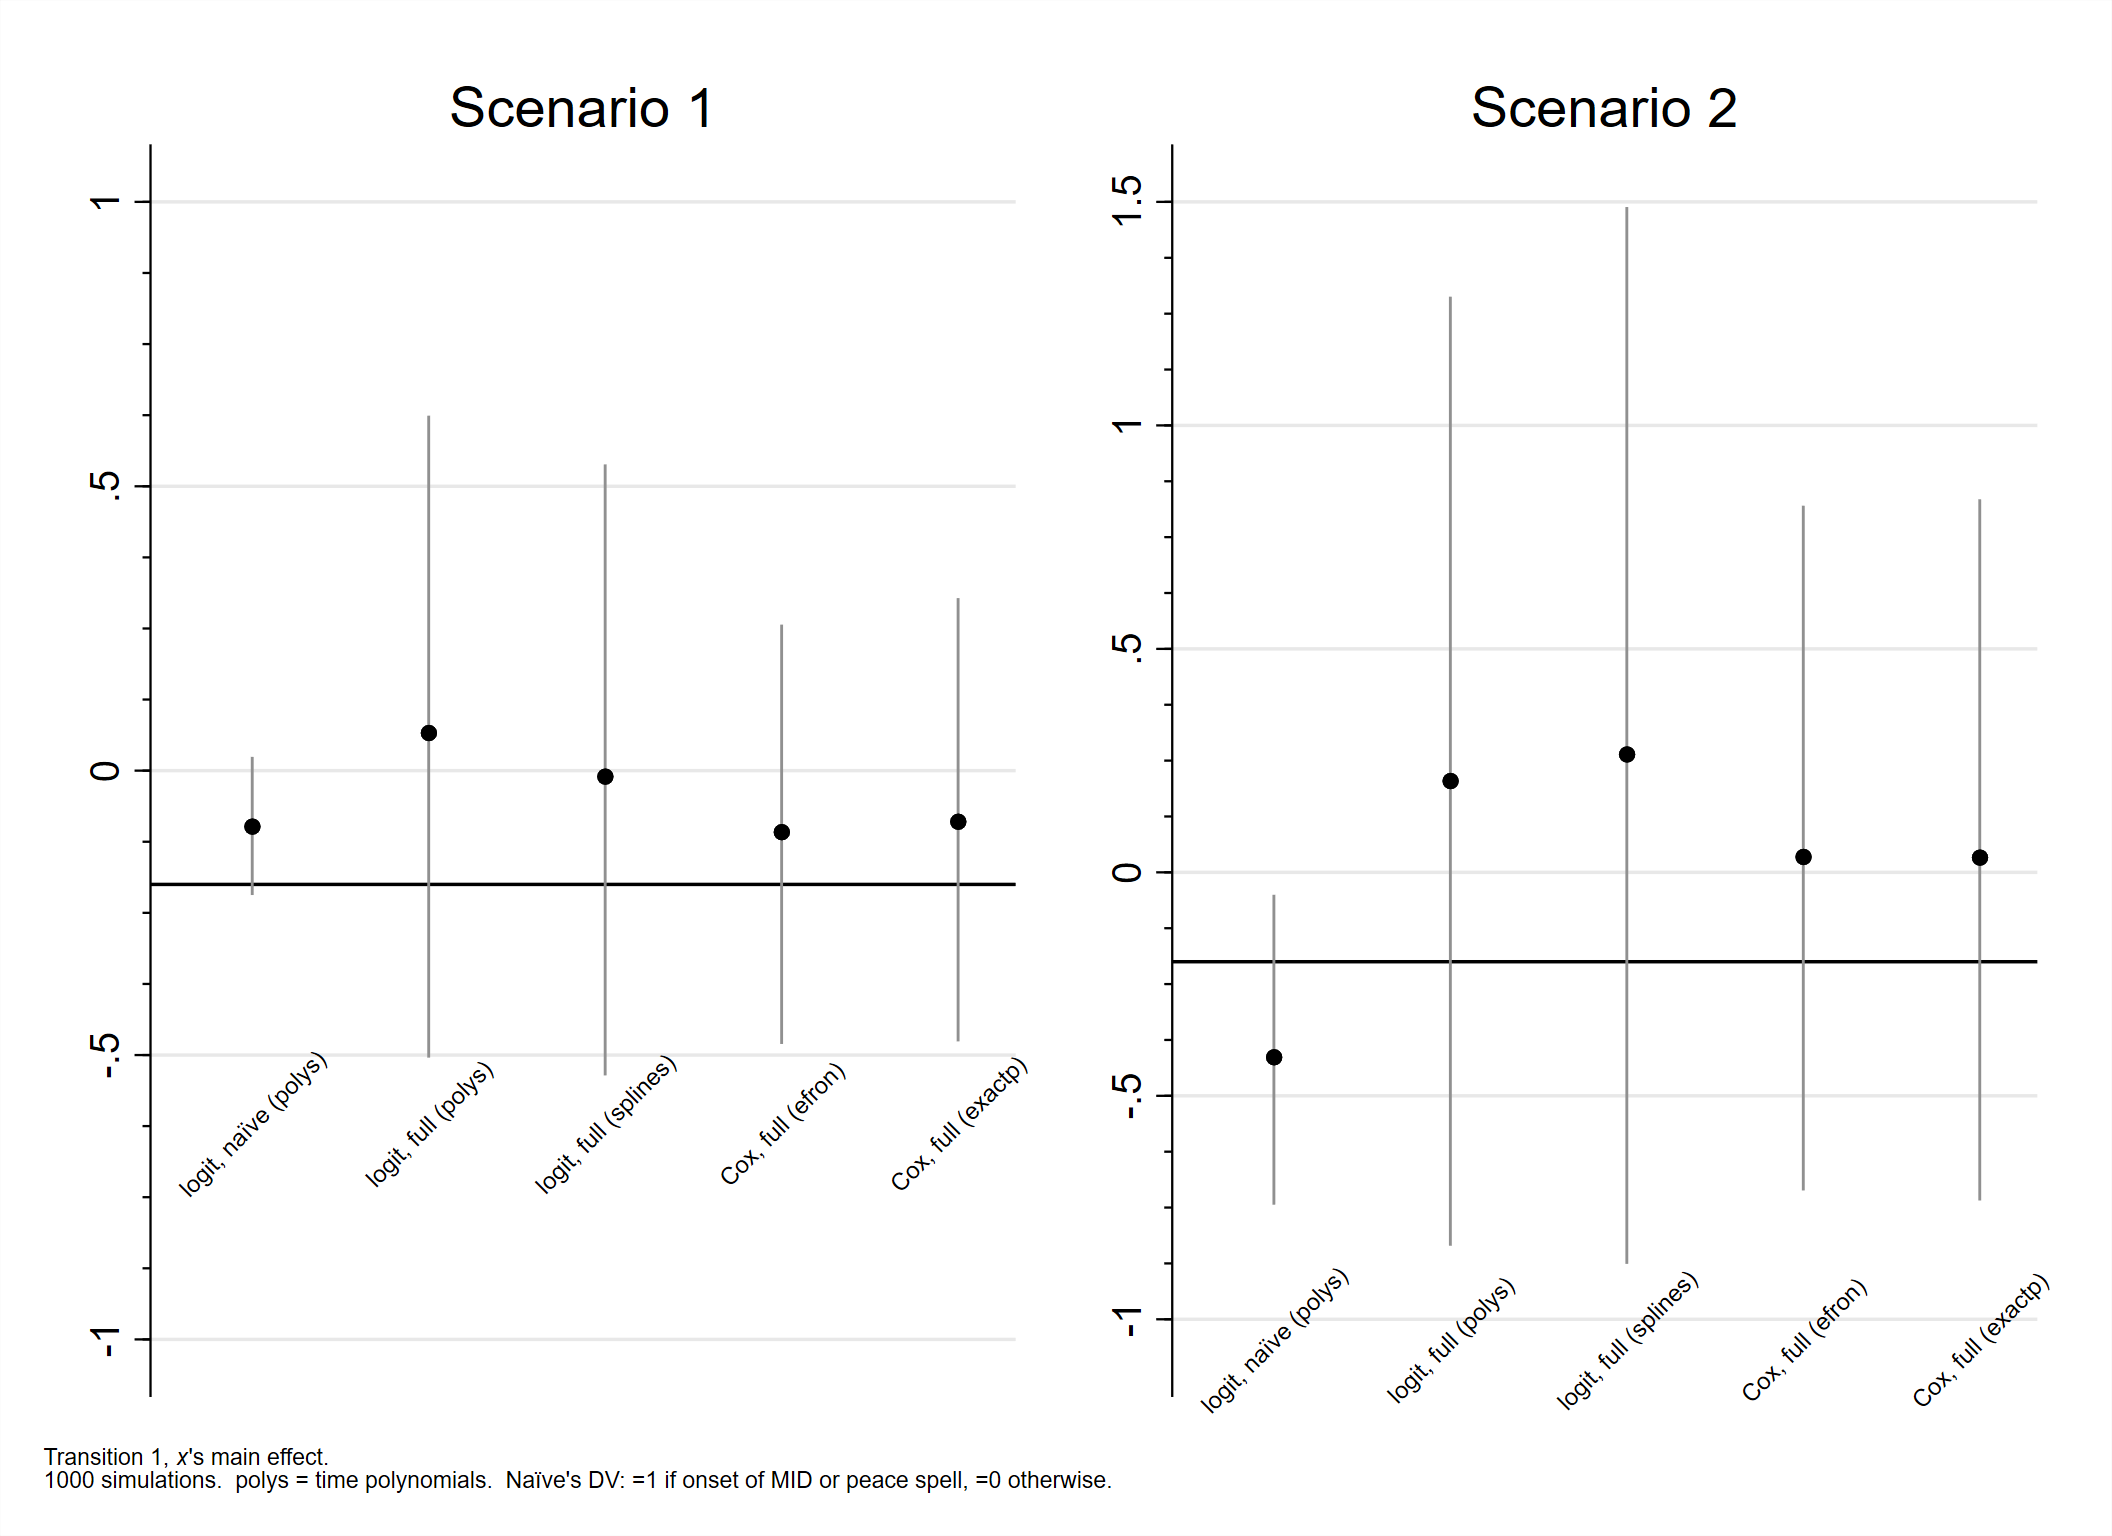 Scenario 1
1
.5
0
-.5
-1
logit, naïve (polys)
logit, full (polys)
logit, full (splines)
Cox, full (efron)
Cox, full (exactp)
Scenario 2
1.5
1
.5
0
-.5
-1
logit, naïve (polys)
logit, full (polys)
logit, full (splines)
Cox, full (efron)
Cox, full (exactp)
Transition 1, x's main effect.
1000 simulations.  polys = time polynomials.  Naïve's DV: =1 if onset of MID or peace spell, =0 otherwise.